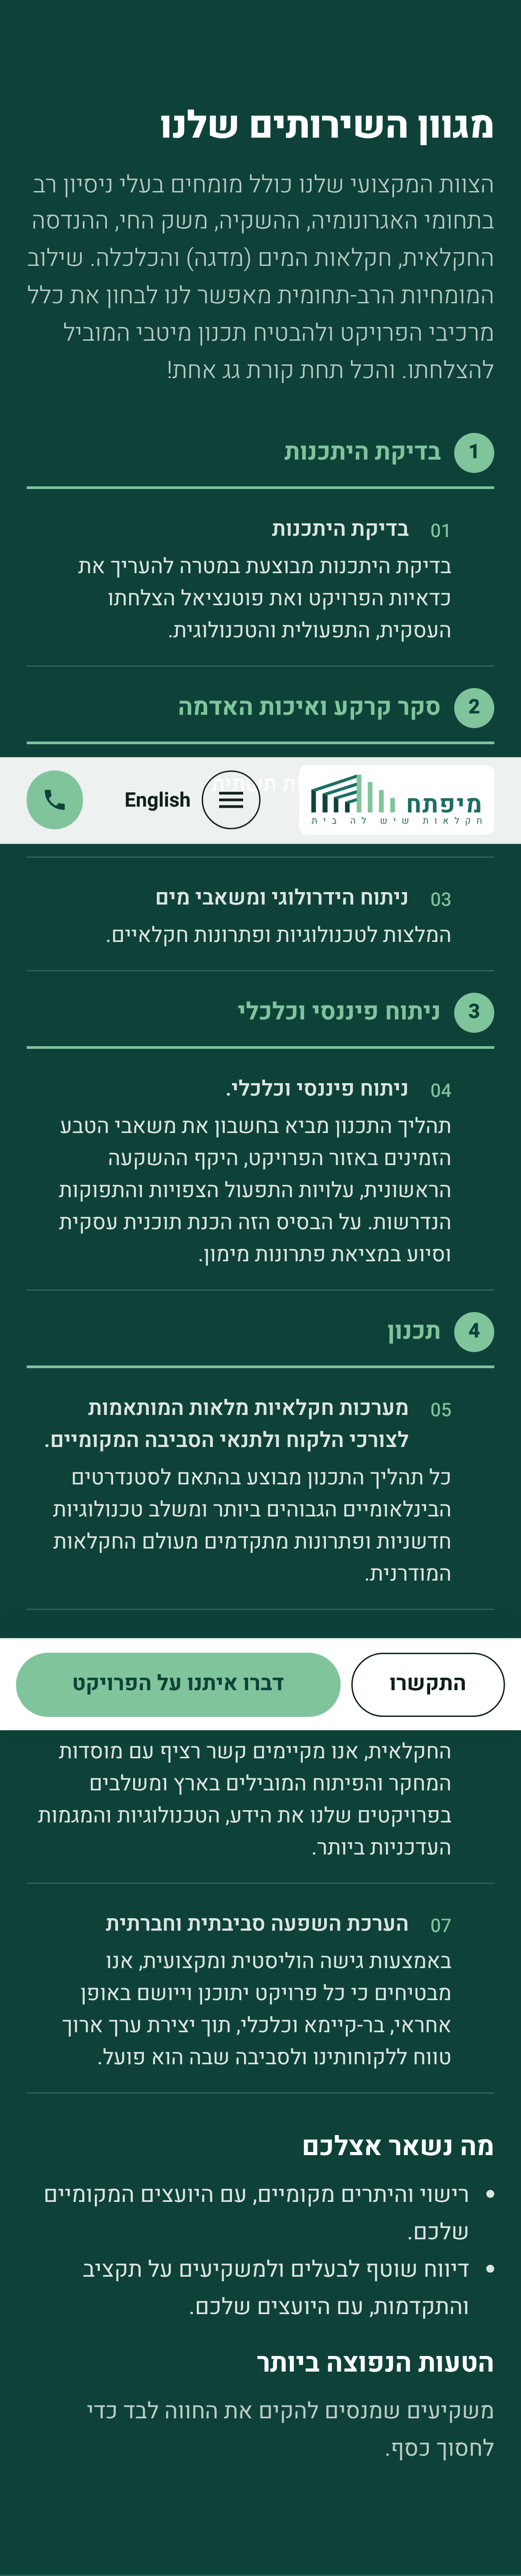 מגוון השירותים שלנו
הצוות המקצועי שלנו כולל מומחים בעלי ניסיון רב
בתחומי האגרונומיה, ההשקיה, משק החי, ההנדסה
החקלאית, חקלאות המים (מדגה) והכלכלה. שילוב
המומחיות הרב-תחומית מאפשר לנו לבחון את כלל
מרכיבי הפרויקט ולהבטיח תכנון מיטבי המוביל
להצלחתו. והכל תחת קורת גג אחת!
1 בדיקת היתכנות
01 בדיקת היתכנות
בדיקת היתכנות מבוצעת במטרה להעריך את
כדאיות הפרויקט ואת פוטנציאל הצלחתו
העסקית, התפעולית והטכנולוגית.
2 סקר קרקע ואיכות האדמה
מיפתח
חקלאות שיש לה בית
English
03 ניתוח הידרולוגי ומשאבי מים
המלצות לטכנולוגיות ופתרונות חקלאיים.
3 ניתוח פיננסי וכלכלי
04 ניתוח פיננסי וכלכלי.
תהליך התכנון מביא בחשבון את משאבי הטבע
הזמינים באזור הפרויקט, היקף ההשקעה
הראשונית, עלויות התפעול הצפויות והתפוקות
הנדרשות. על הבסיס הזה הכנת תוכנית עסקית
וסיוע במציאת פתרונות מימון.
4 תכנון
05 מערכות חקלאיות מלאות המותאמות
לצורכי הלקוח ולתנאי הסביבה המקומיים.
כל תהליך התכנון מבוצע בהתאם לסטנדרטים
הבינלאומיים הגבוהים ביותר ומשלב טכנולוגיות
חדשניות ופתרונות מתקדמים מעולם החקלאות
המודרנית.
התקשרו
דברו איתנו על הפרויקט
החקלאית, אנו מקיימים קשר רציף עם מוסדות
המחקר והפיתוח המובילים בארץ ומשלבים
בפרויקטים שלנו את הידע, הטכנולוגיות והמגמות
העדכניות ביותר.
07 הערכת השפעה סביבתית וחברתית
באמצעות גישה הוליסטית ומקצועית, אנו
מבטיחים כי כל פרויקט יתוכנן וייושם באופן
אחראי, בר-קיימא וכלכלי, תוך יצירת ערך ארוך
טווח ללקוחותינו ולסביבה שבה הוא פועל.
מה נשאר אצלכם
• רישוי והיתרים מקומיים, עם היועצים המקומיים
שלכם.
• דיווח שוטף לבעלים ולמשקיעים על תקציב
והתקדמות, עם היועצים שלכם.
הטעות הנפוצה ביותר
משקיעים שמנסים להקים את החווה לבד כדי
לחסוך כסף.